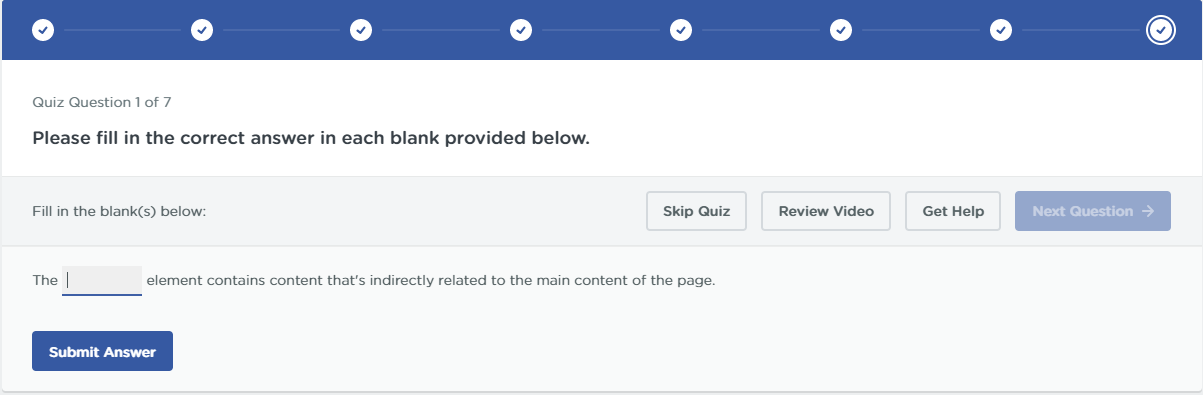 Quiz Question 1 of 7
Please fill in the correct answer in each blank provided below.
Fill in the blank(s) below:
Skip Quiz
Review Video
Get Help
Next Question →
The element contains content that's indirectly related to the main content of the page.
Submit Answer